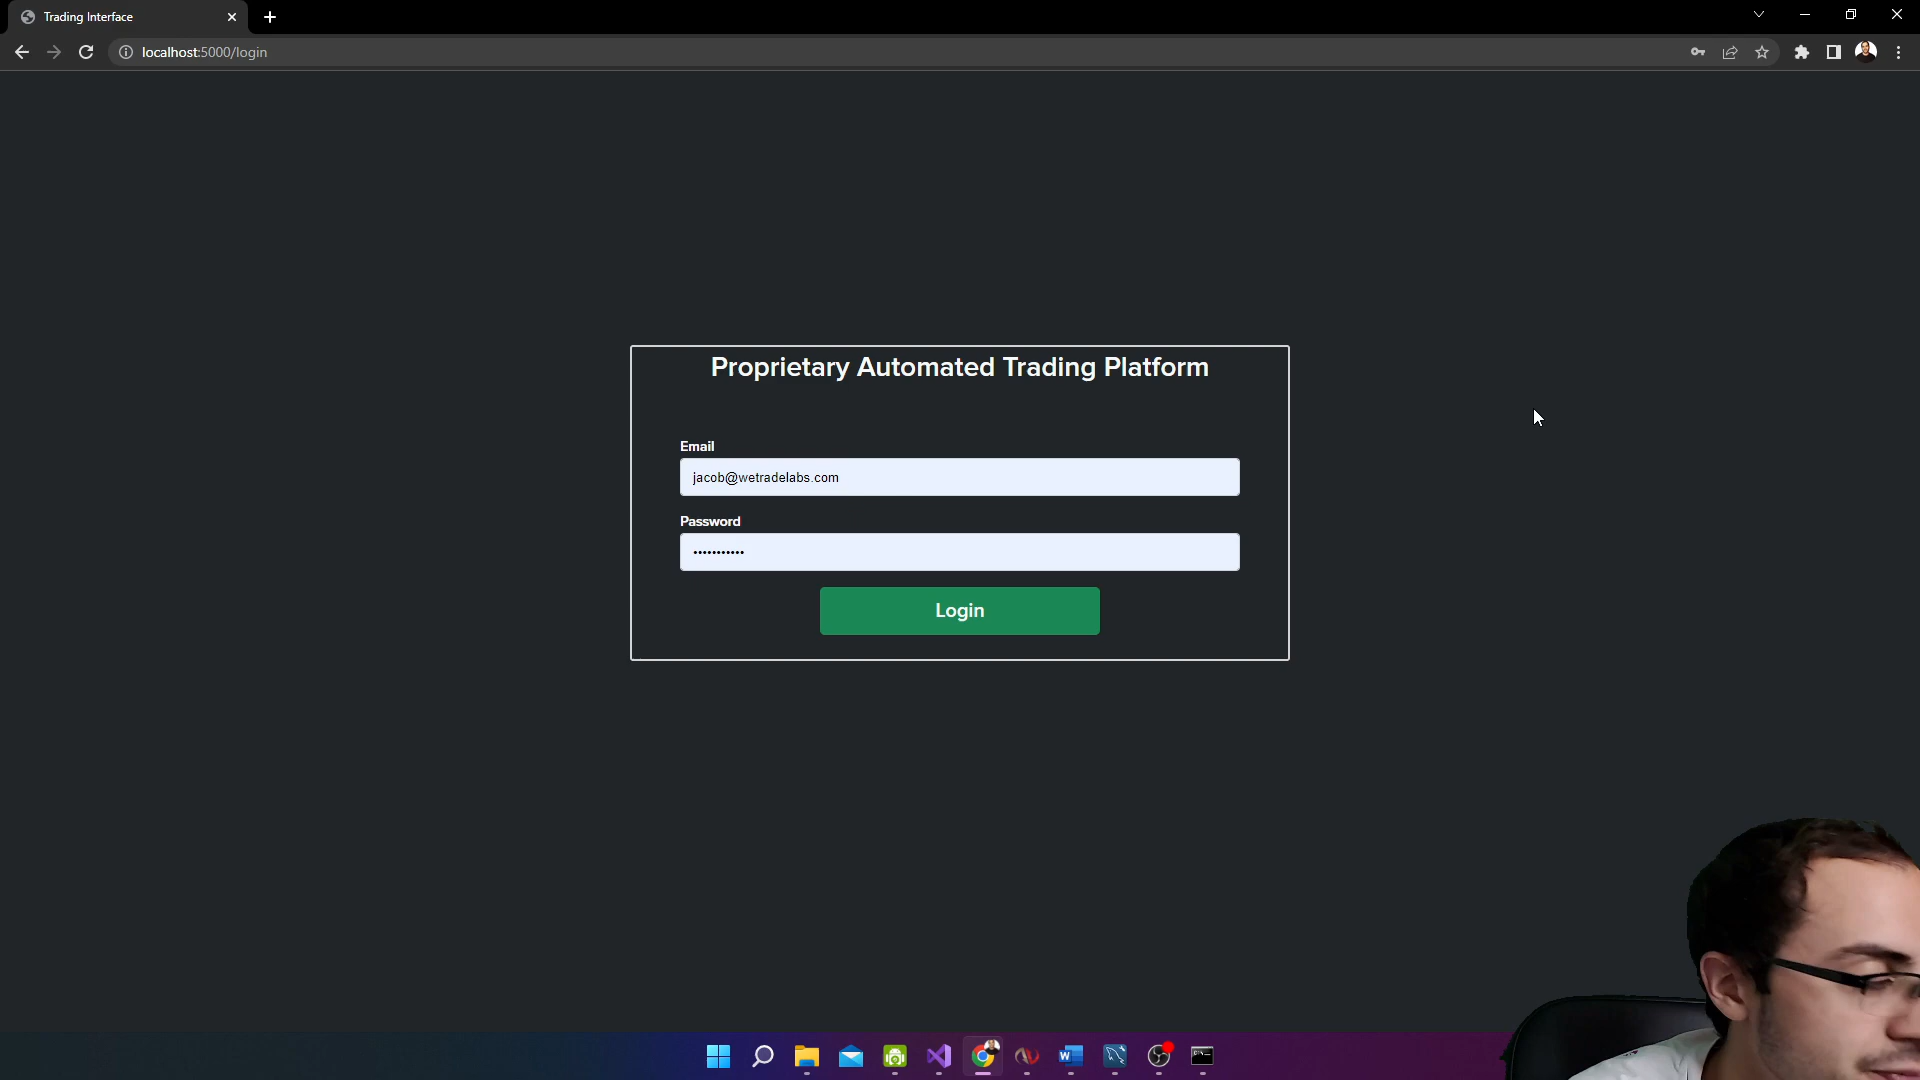 Trading Interface
localhost:5000/login
Proprietary Automated Trading Platform
Email
jacob@wetradelabs.com
Password
•••••••••••
Login